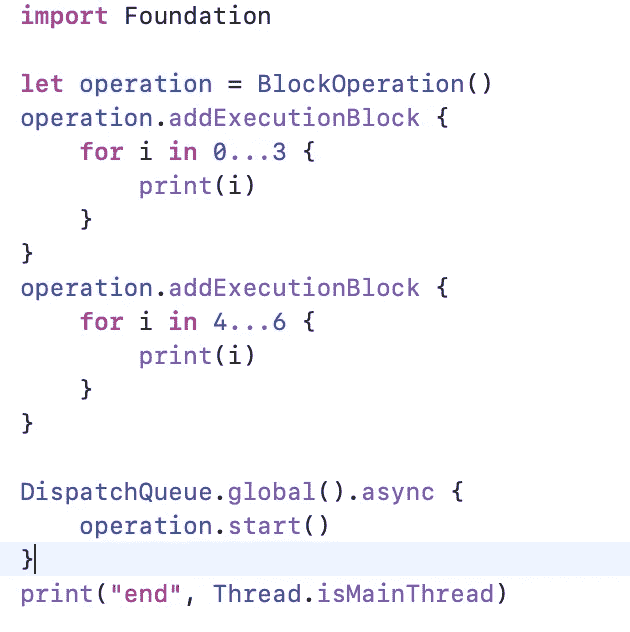 import Foundation

let operation = BlockOperation()
operation.addExecutionBlock {
    for i in 0...3 {
        print(i)
    }
}
operation.addExecutionBlock {
    for i in 4...6 {
        print(i)
    }
}

DispatchQueue.global().async {
    operation.start()
}
print("end", Thread.isMainThread)